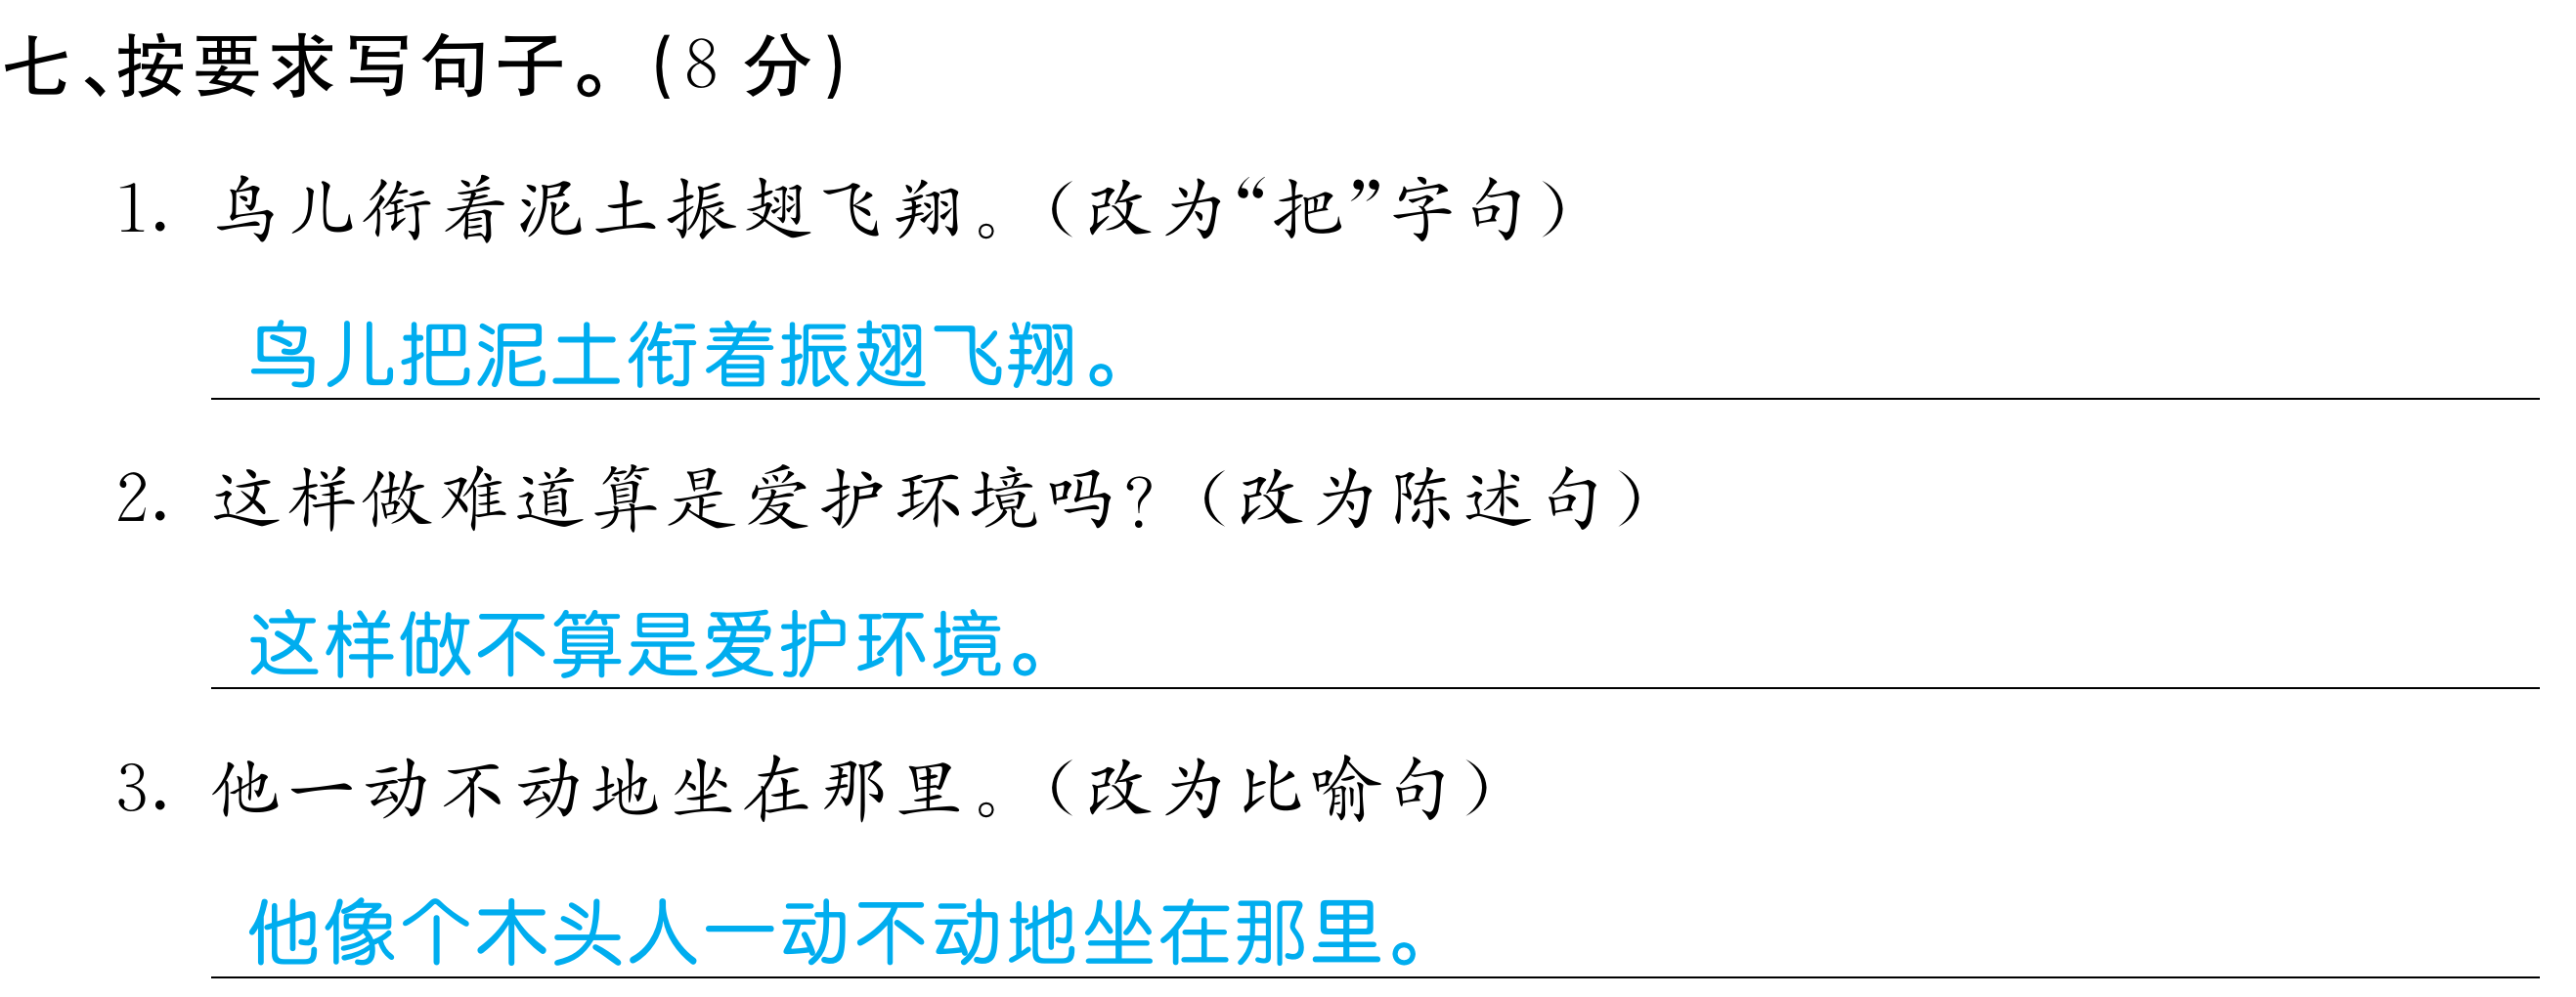 七、按要求写句子。(8 分)
1. 鸟儿衔着泥土振翅飞翔。(改为“把”字句)
鸟儿把泥土衔着振翅飞翔。
2. 这样做难道算是爱护环境吗?(改为陈述句)
这样做不算是爱护环境。
3. 他一动不动地坐在那里。(改为比喻句)
他像个木头人一动不动地坐在那里。